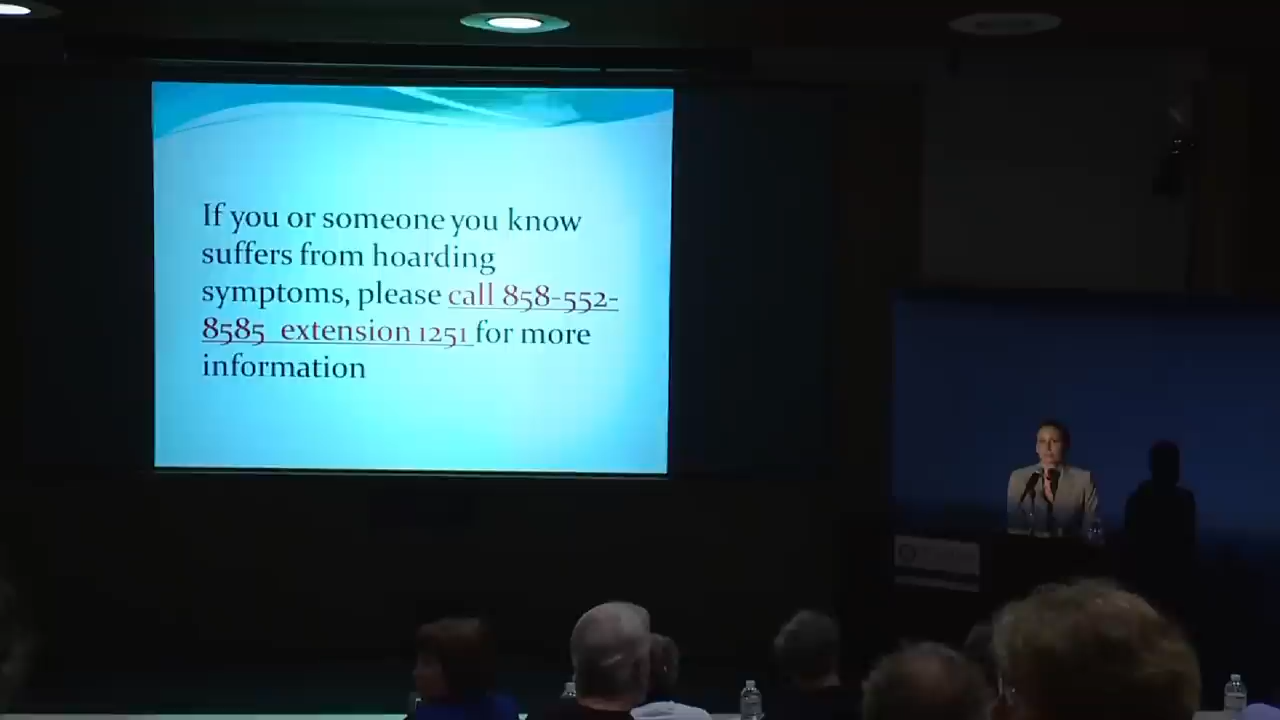 If you or someone you know
suffers from hoarding
symptoms, please call 858-552-
8585 extension 1251 for more
information